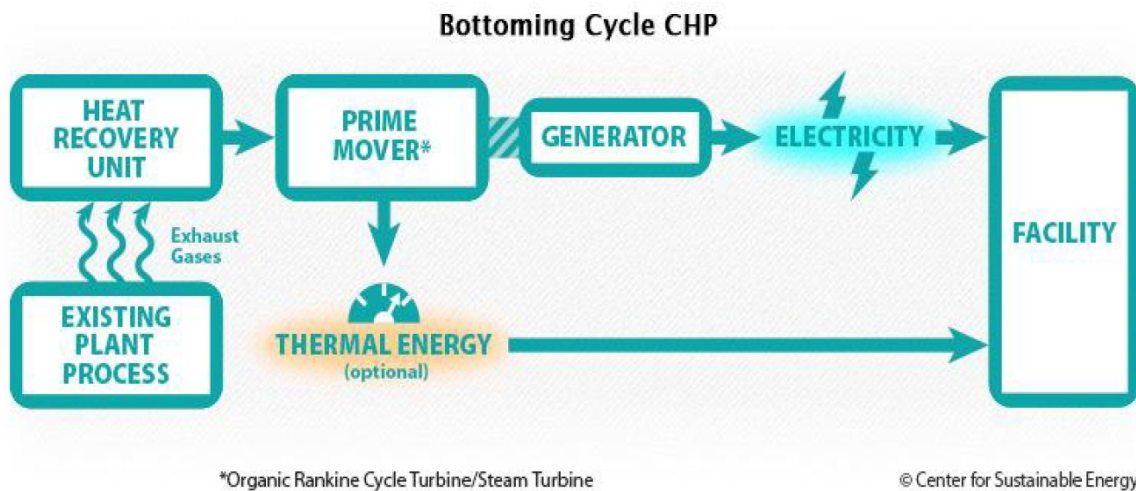 Bottoming Cycle CHP
HEAT
RECOVERY
UNIT
PRIME
MOVER*
GENERATOR
ELECTRICITY
FACILITY
Exhaust
Gases
EXISTING
PLANT
PROCESS
THERMAL ENERGY
(optional)
*Organic Rankine Cycle Turbine/Steam Turbine
© Center for Sustainable Energy